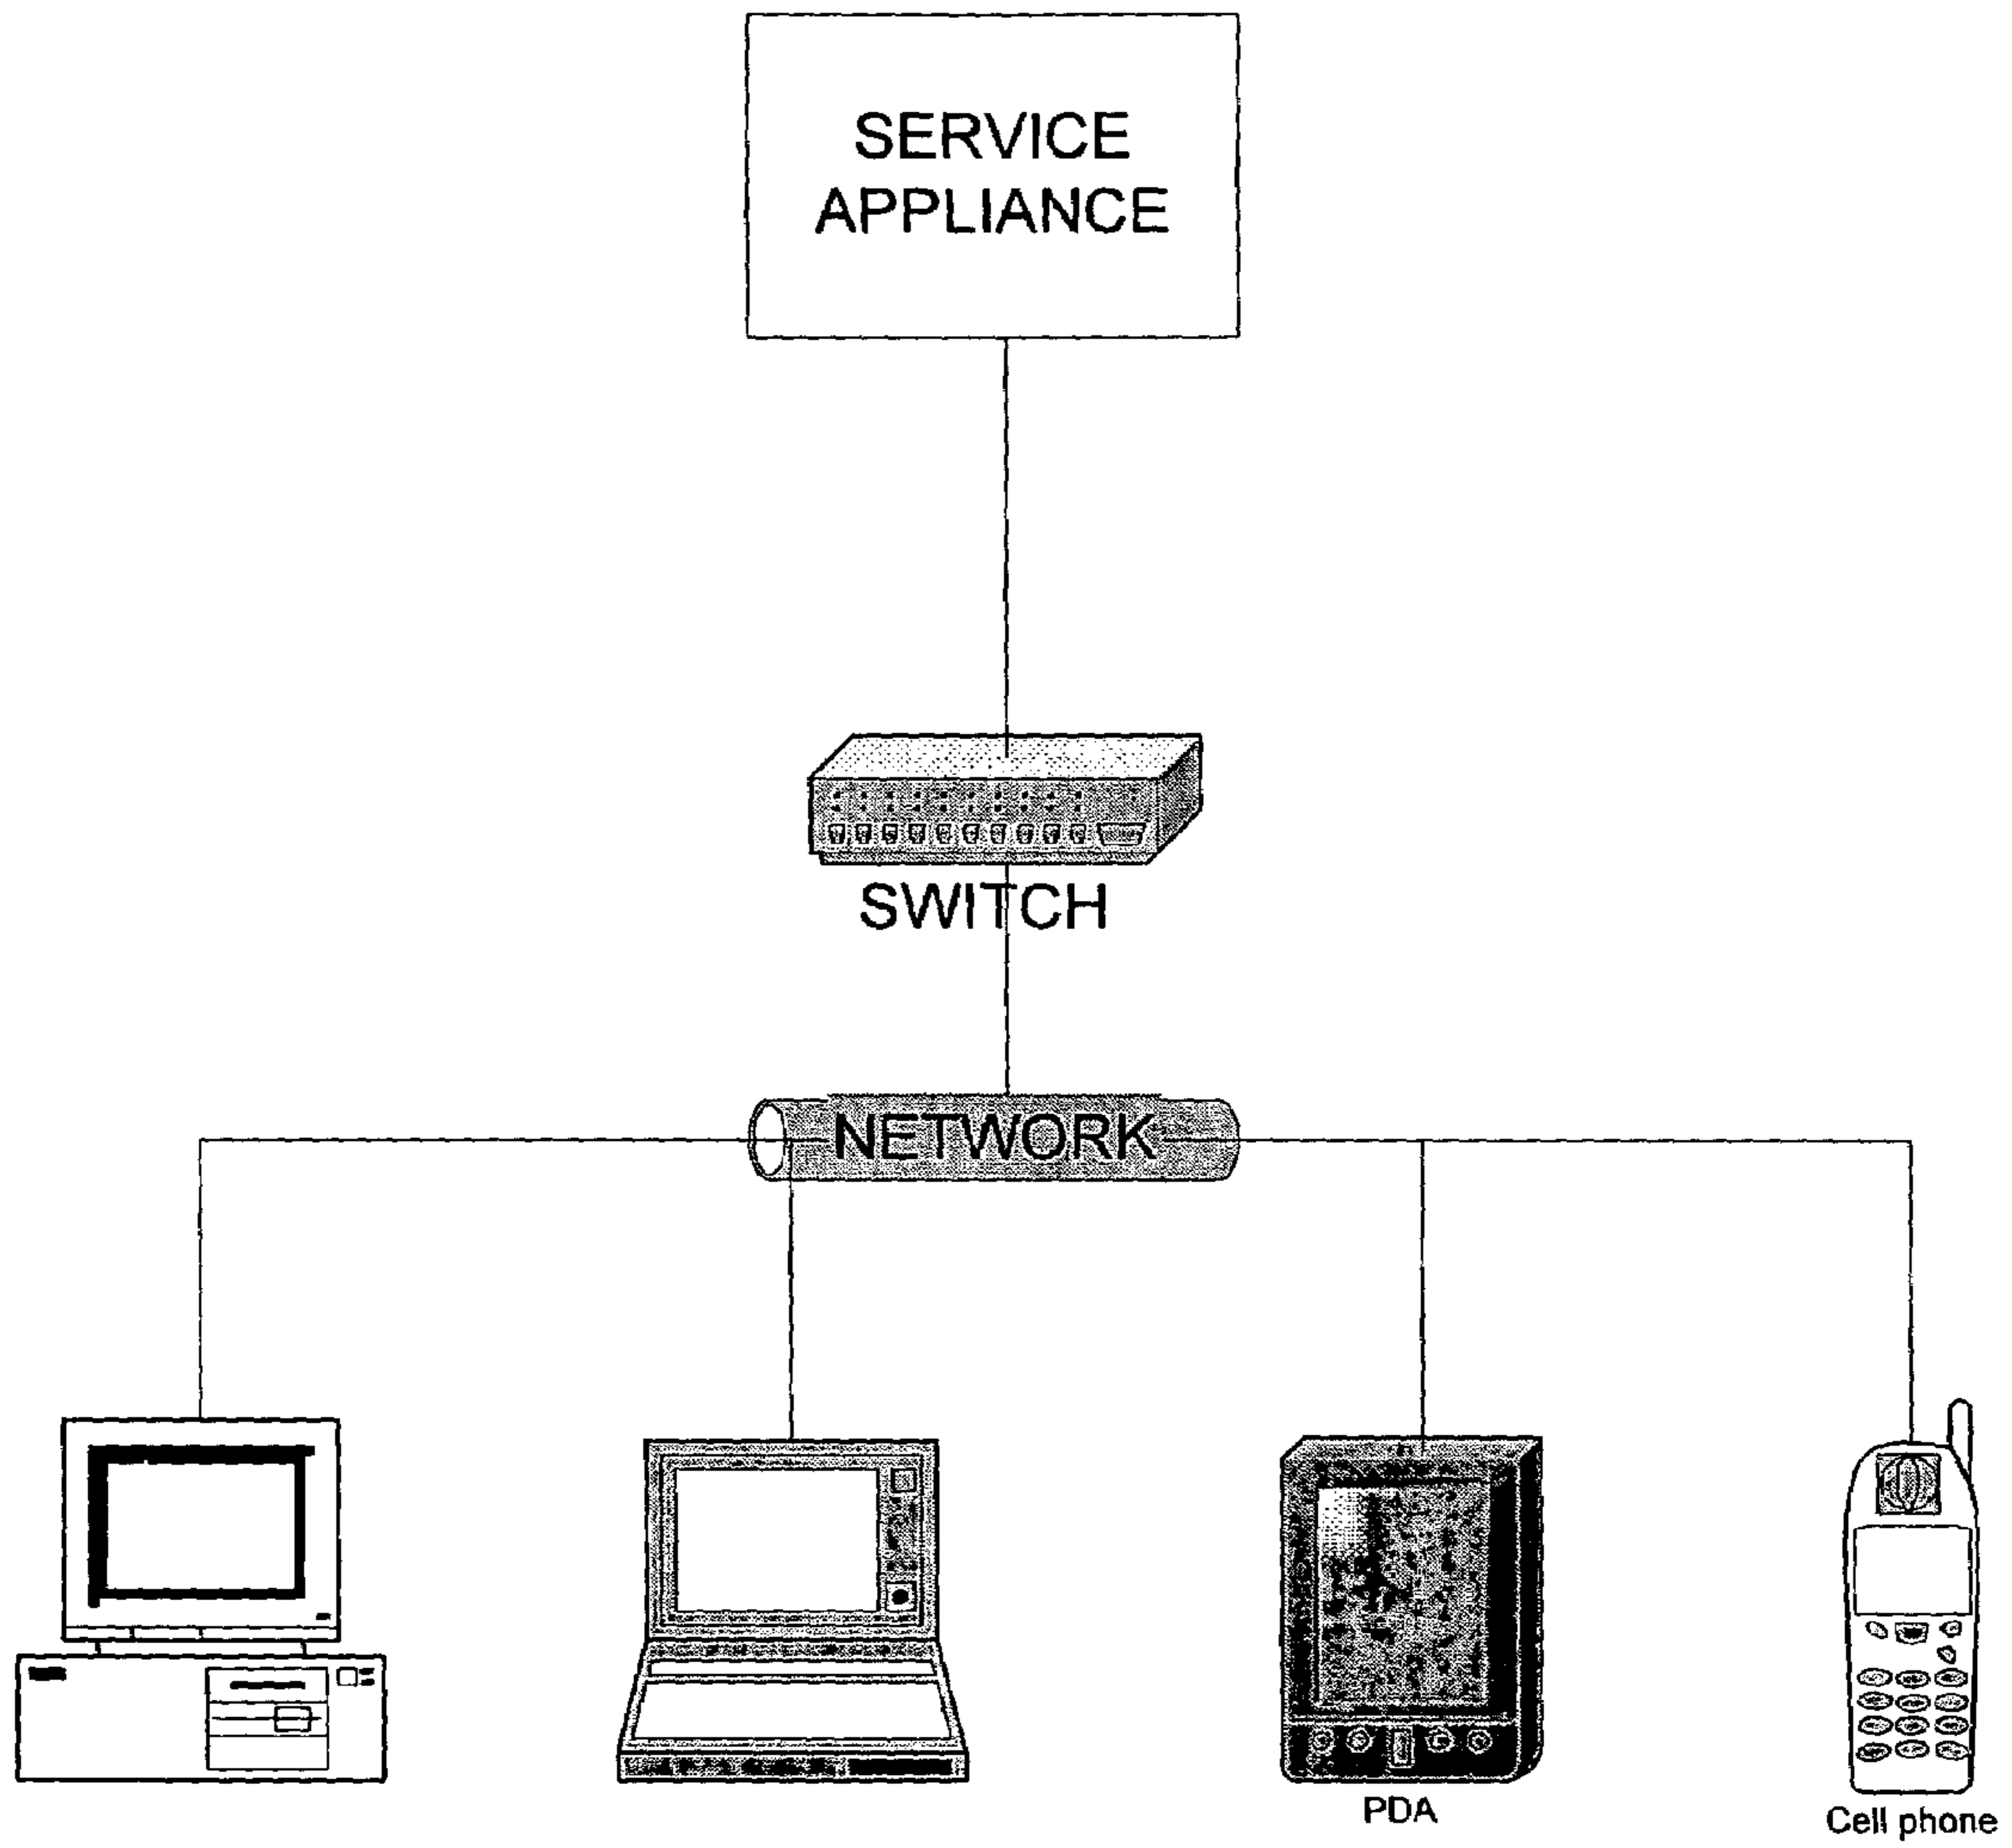 SERVICE
APPLIANCE
SWITCH
NETWORK
PDA
Cell phone